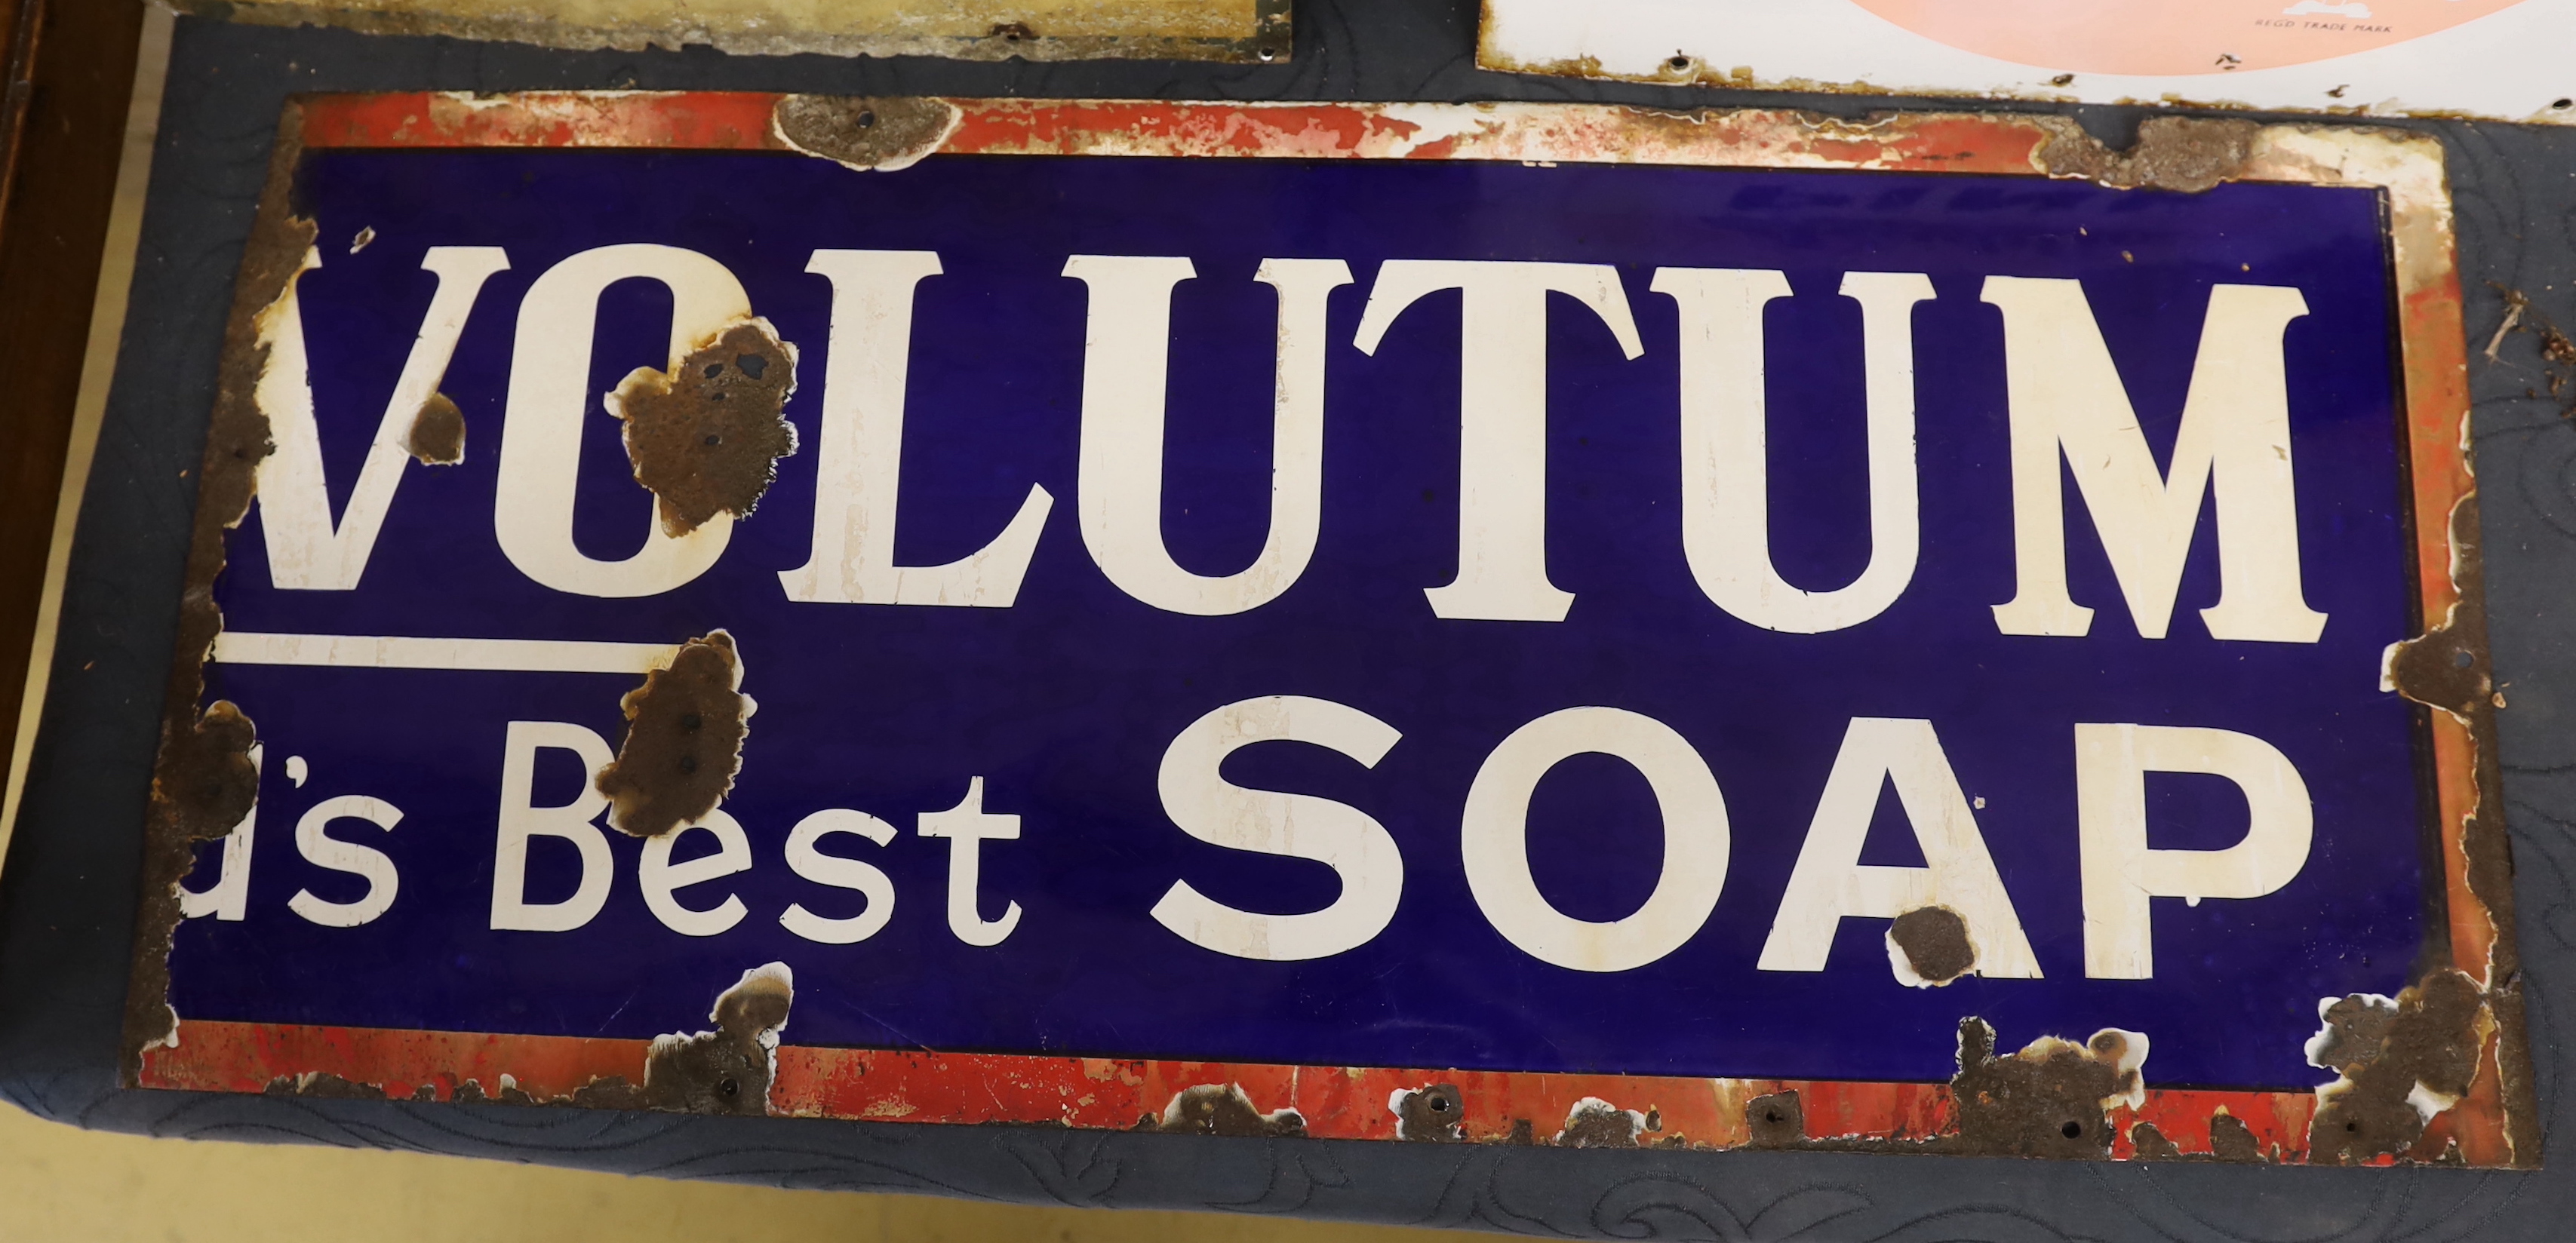 REGD TRADE MARK
VOLUTUM
's Best SOAP